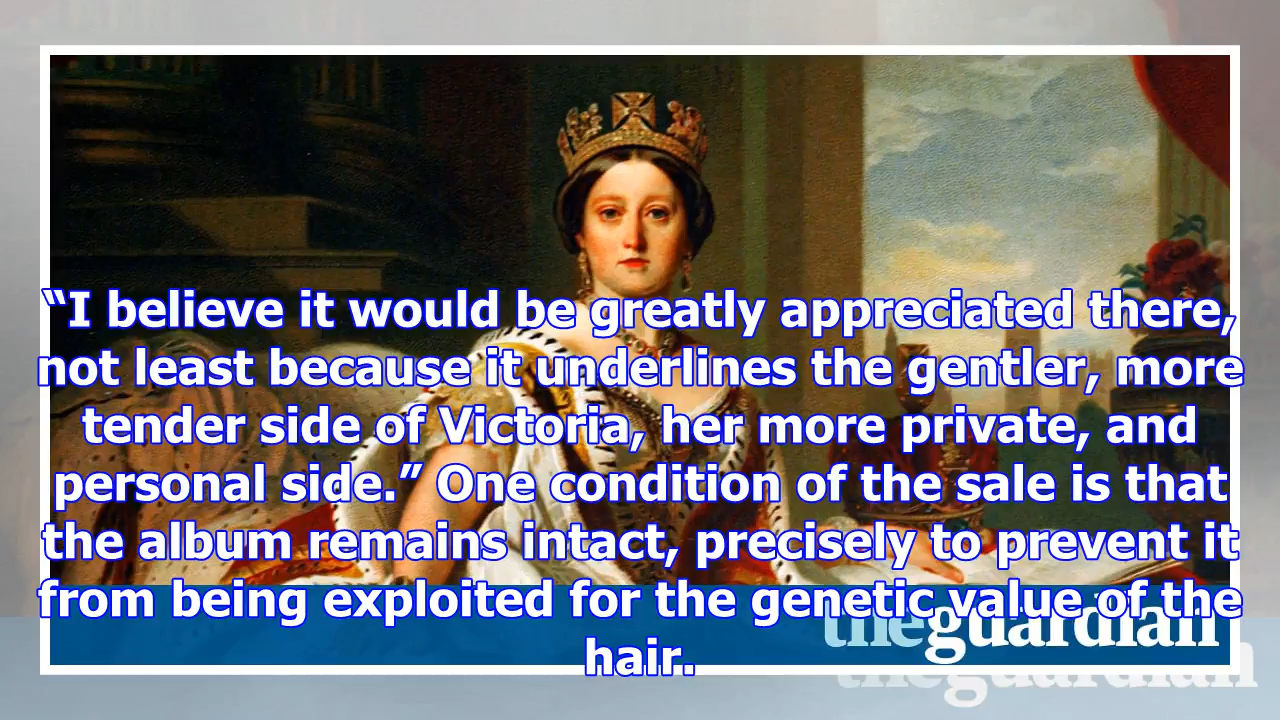 “I believe it would be greatly appreciated there,
not least because it underlines the gentler, more
tender side of Victoria, her more private, and
personal side.” One condition of the sale is that
the album remains intact, precisely to prevent it
from being exploited for the genetic value of the
hair.
theguardian
theguardian